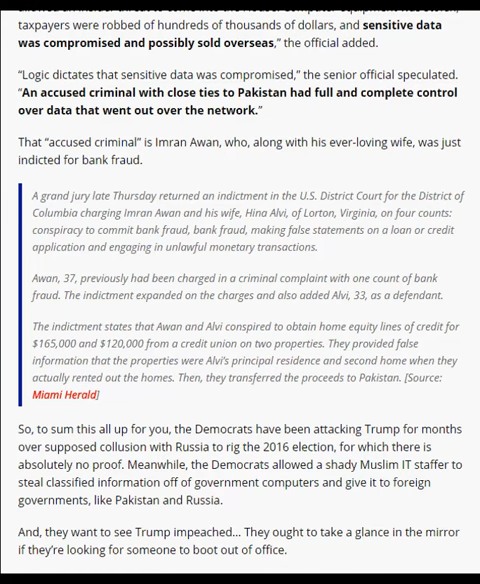 taxpayers were robbed of hundreds of thousands of dollars, and sensitive data
was compromised and possibly sold overseas,” the official added.
“Logic dictates that sensitive data was compromised,” the senior official speculated.
“An accused criminal with close ties to Pakistan had full and complete control
over data that went out over the network.”
That “accused criminal” is Imran Awan, who, along with his ever-loving wife, was just
indicted for bank fraud.
A grand jury late Thursday returned an indictment in the U.S. District Court for the District of
Columbia charging Imran Awan and his wife, Hina Alvi, of Lorton, Virginia, on four counts:
conspiracy to commit bank fraud, bank fraud, making false statements on a loan or credit
application and engaging in unlawful monetary transactions.
Awan, 37, previously had been charged in a criminal complaint with one count of bank
fraud. The indictment expanded on the charges and also added Alvi, 33, as a defendant.
The indictment states that Awan and Alvi conspired to obtain home equity lines of credit for
$165,000 and $120,000 from a credit union on two properties. They provided false
information that the properties were Alvi’s principal residence and second home when they
actually rented out the homes. Then, they transferred the proceeds to Pakistan. [Source:
Miami Herald]
So, to sum this all up for you, the Democrats have been attacking Trump for months
over supposed collusion with Russia to rig the 2016 election, for which there is
absolutely no proof. Meanwhile, the Democrats allowed a shady Muslim IT staffer to
steal classified information off of government computers and give it to foreign
governments, like Pakistan and Russia.
And, they want to see Trump impeached… They ought to take a glance in the mirror
if they’re looking for someone to boot out of office.